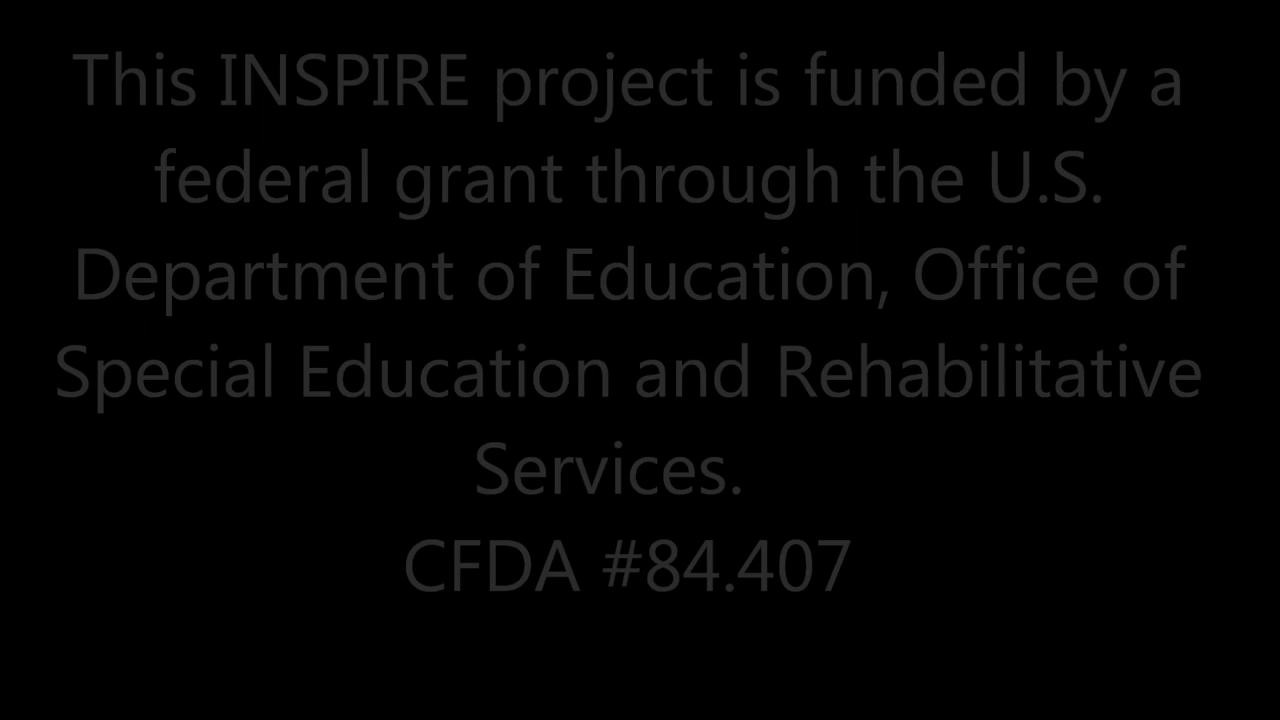 This INSPIRE project is funded by a
federal grant through the U.S.
Department of Education, Office of
Special Education and Rehabilitative
Services.
CFDA #84.407